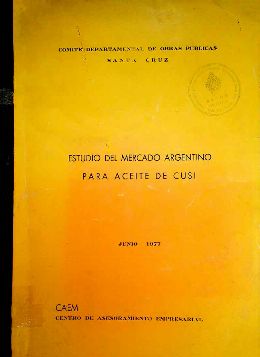 COMITE DEPARTAMENTAL DE OBRAS PUBLICAS
SANTA CRUZ
ESTUDIO DEL MERCADO ARGENTINO
PARA ACEITE DE CUSI
JUNIO 1977
CAEM
CENTRO DE ASESORAMIENTO EMPRESARIAL